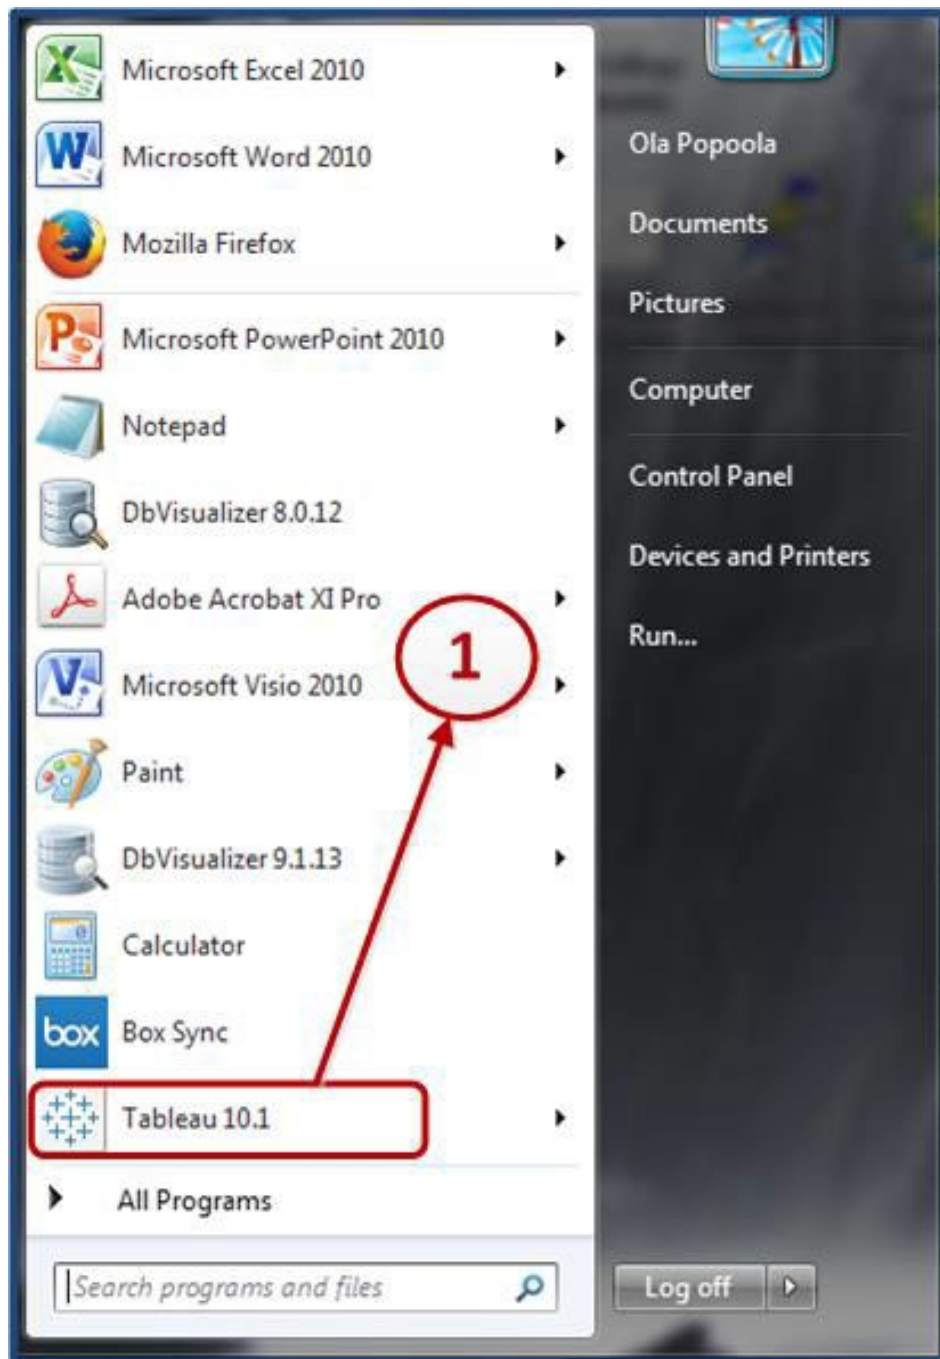 Microsoft Excel 2010
Microsoft Word 2010
Mozilla Firefox
Microsoft PowerPoint 2010
Notepad
DbVisualizer 8.0.12
Adobe Acrobat XI Pro
1
Microsoft Visio 2010
Paint
DbVisualizer 9.1.13
Calculator
box
Box Sync
Tableau 10.1
All Programs
Search programs and files
Ola Popoola
Documents
Pictures
Computer
Control Panel
Devices and Printers
Run...
Log off